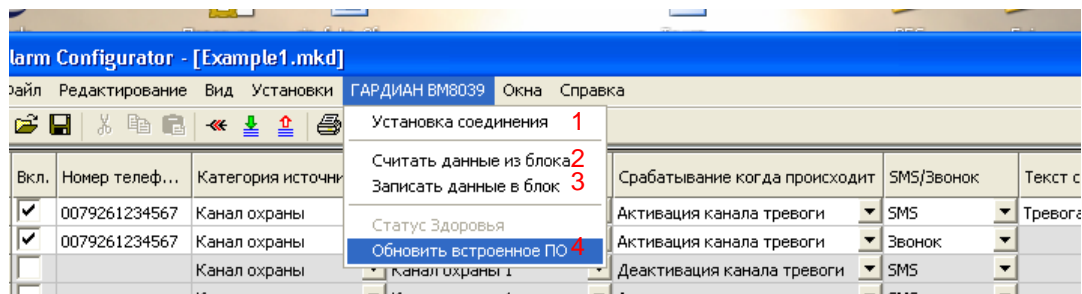 larm Configurator - [Example1.mkd]
Файл Редактирование Вид Установки ГАРДИАН BM8039 Окна Справка
Установка соединения 1
Считать данные из блока 2
Записать данные в блок 3
Статус Здоровья
Обновить встроенное ПО 4
Вкл. Номер телеф... Категория источни Срабатывание когда происходит SMS/Звонок Текст с
0079261234567 Канал охраны Активация канала тревоги SMS Тревога
0079261234567 Канал охраны Активация канала тревоги Звонок
Канал охраны Канал охраны 1 Деактивация канала тревоги SMS